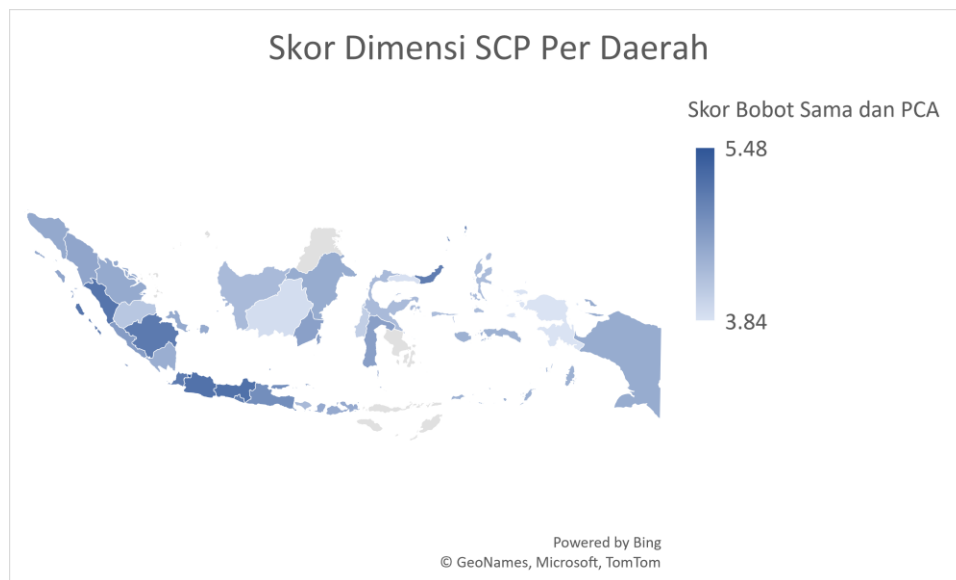 Skor Dimensi SCP Per Daerah
Skor Bobot Sama dan PCA
5.48
3.84
Powered by Bing
© GeoNames, Microsoft, TomTom